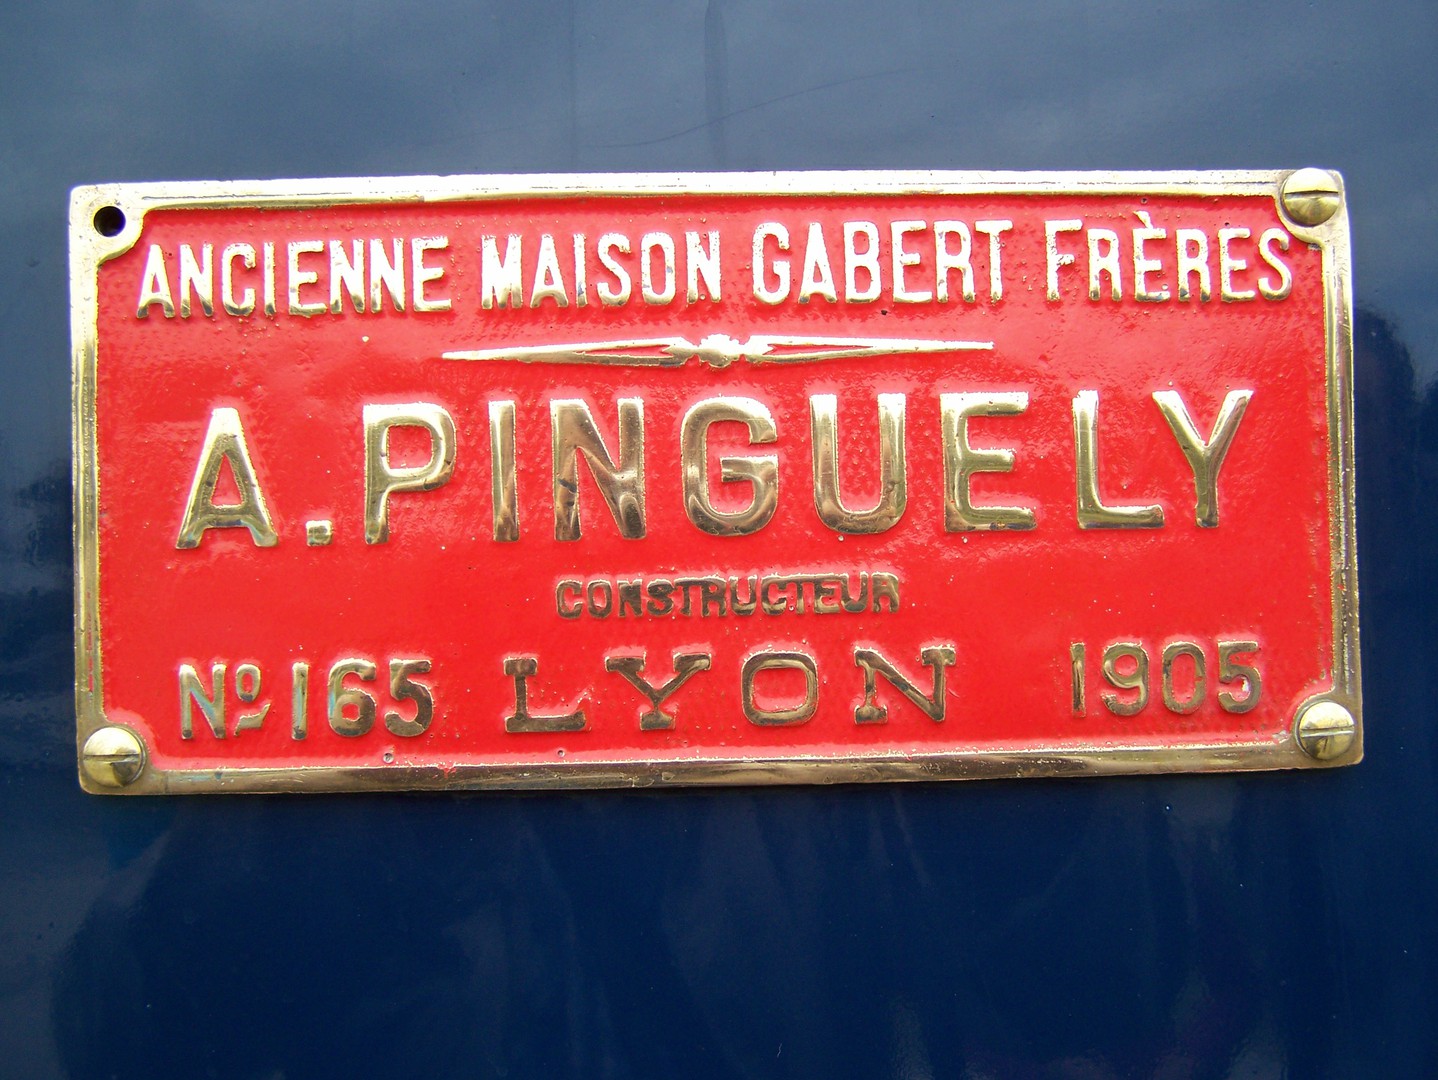 ANCIENNE MAISON GABERT FRÈRES
A. PINGUELY
CONSTRUCTEUR
Nº 165 LYON 1905